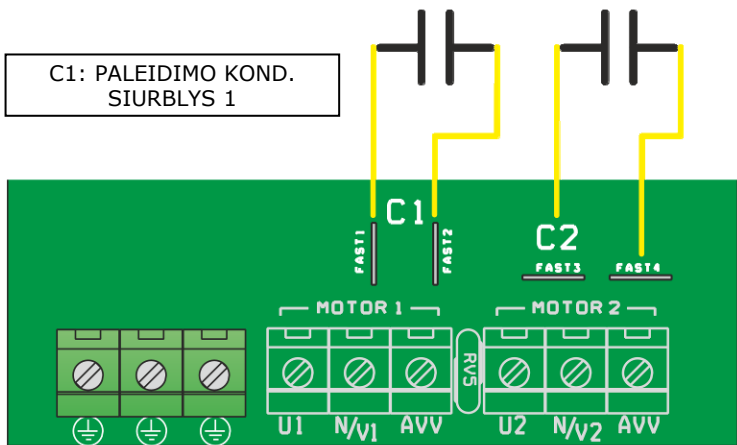 C1: PALEIDIMO KOND.
SIURBLYS 1
C1
FAST1
FAST2
C2
FAST3
FAST4
MOTOR 1
MOTOR 2
RV5
U1 N/V1 AVV
U2 N/V2 AVV